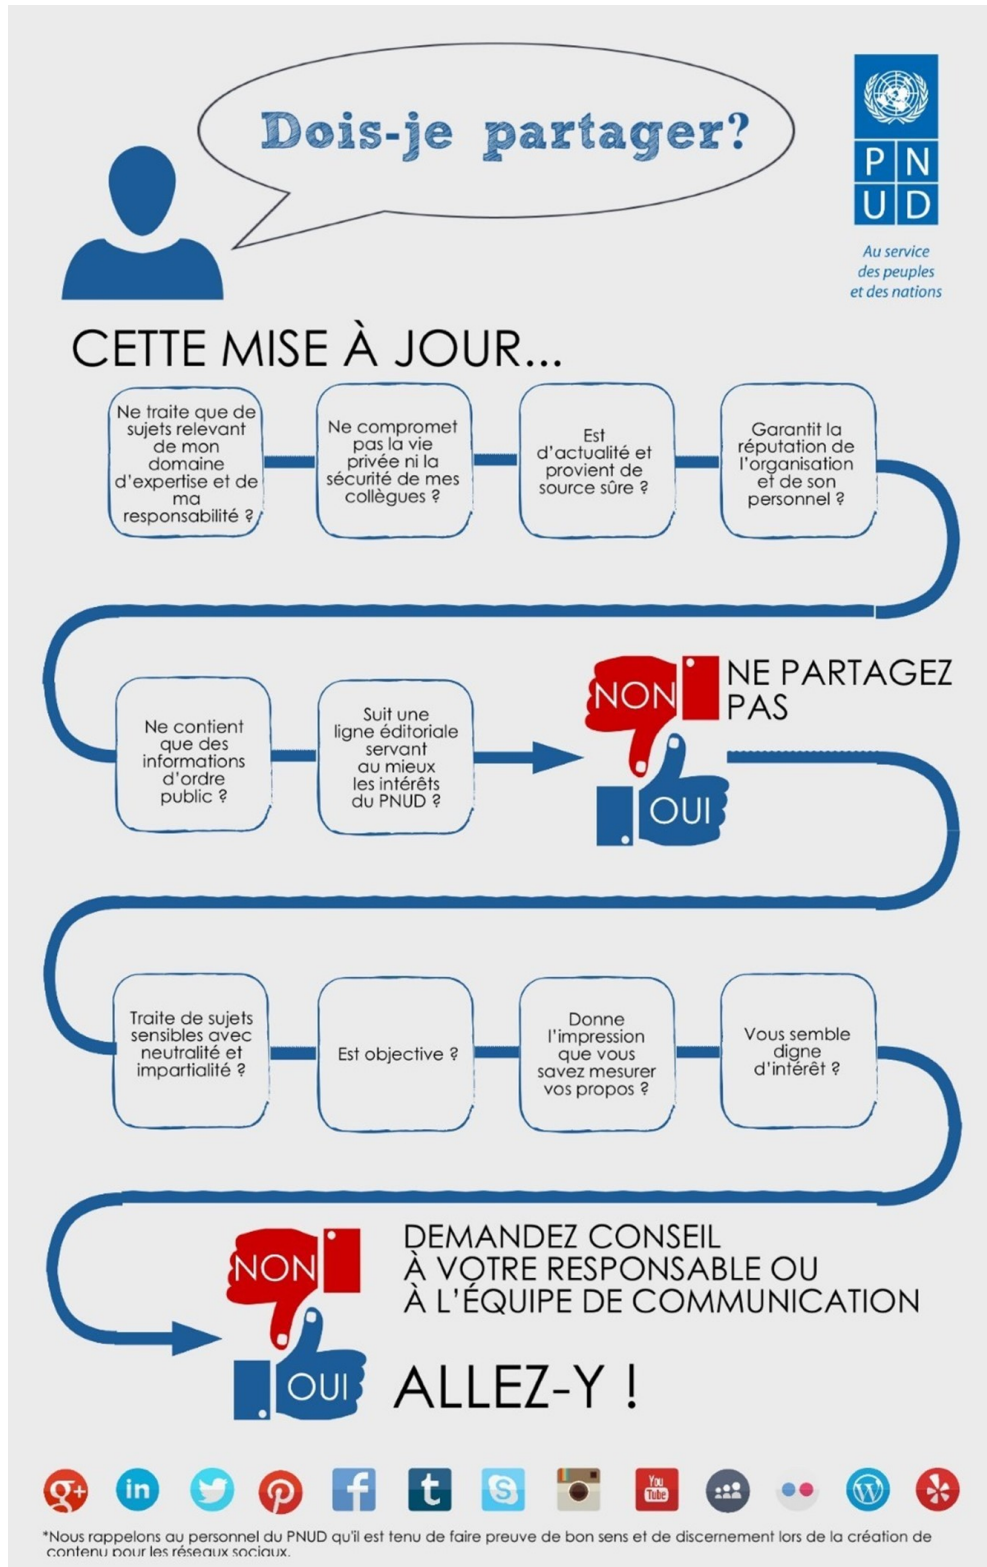 Dois-je partager?
P N
U D
Au service
des peuples
et des nations
CETTE MISE À JOUR...
Ne traite que de
sujets relevant
de mon
domaine
d'expertise et de
ma
responsabilité ?
Ne compromet
pas la vie
privée ni la
sécurité de mes
collègues ?
Est
d'actualité et
provient de
source sûre ?
Garantit la
réputation de
l'organisation
et de son
personnel ?
Ne contient
que des
informations
d'ordre
public ?
Suit une
ligne éditoriale
servant
au mieux
les intérêts
du PNUD ?
NON
NE PARTAGEZ
PAS
OUI
Traite de sujets
sensibles avec
neutralité et
impartialité ?
Est objective ?
Donne
l'impression
que vous
savez mesurer
vos propos ?
Vous semble
digne
d'intérêt ?
NON
DEMANDEZ CONSEIL
À VOTRE RESPONSABLE OU
À L'ÉQUIPE DE COMMUNICATION
OUI
ALLEZ-Y !
g+
in
f
t
S
You
Tube
W
*Nous rappelons au personnel du PNUD qu'il est tenu de faire preuve de bon sens et de discernement lors de la création de
contenu pour les réseaux sociaux.